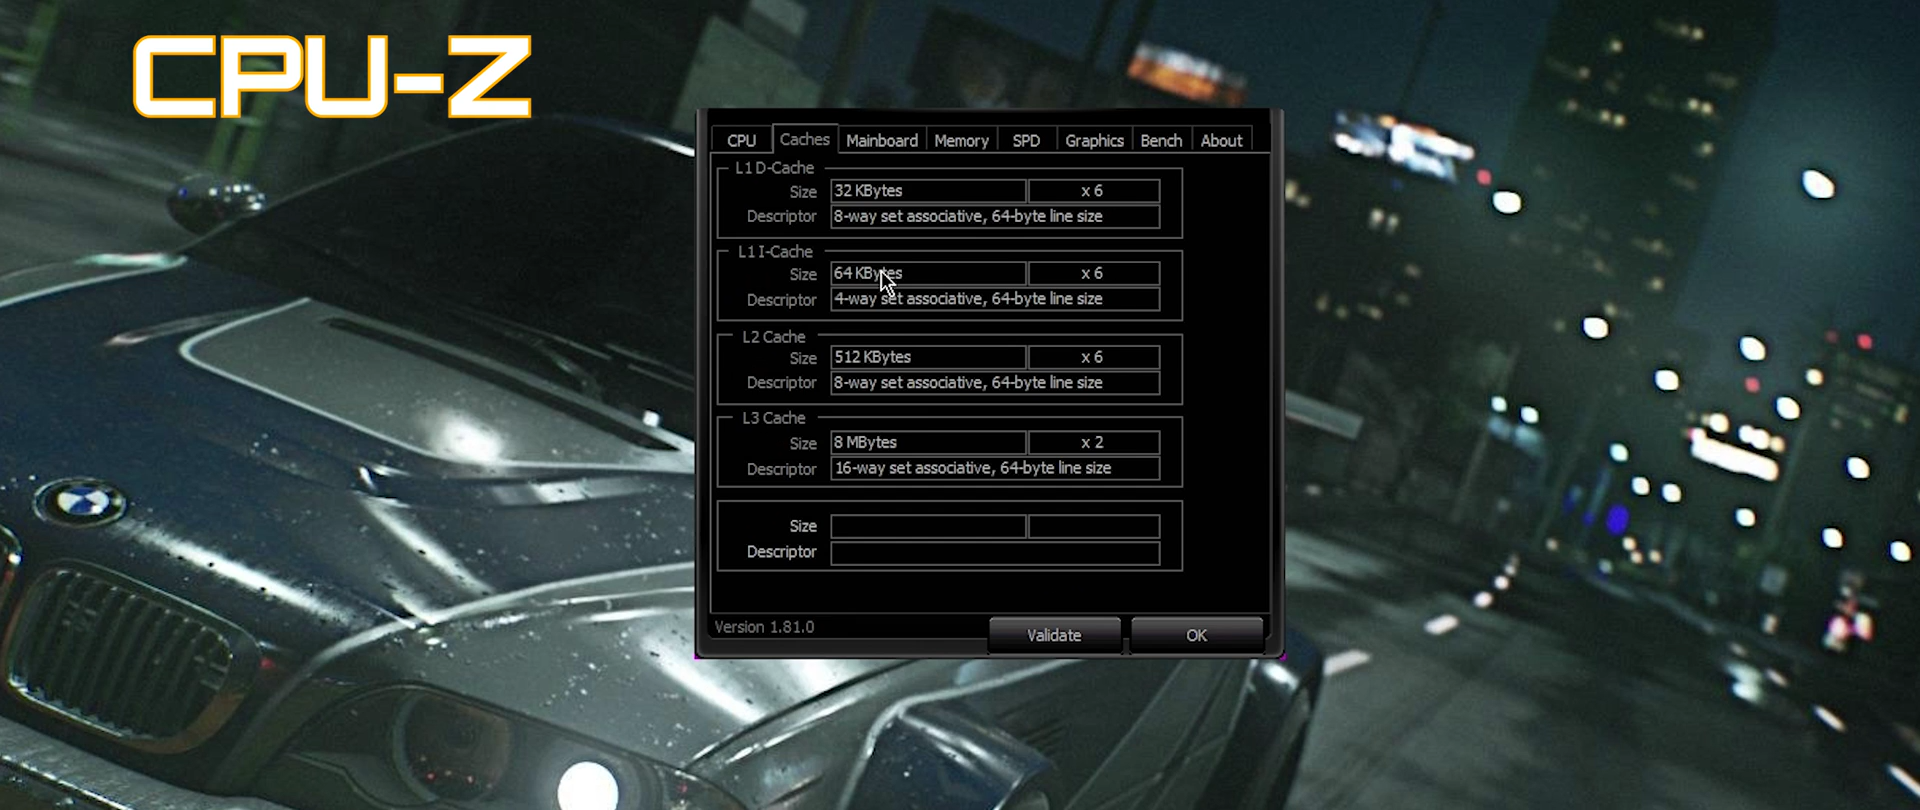 CPU-Z
CPU Caches Mainboard Memory SPD Graphics Bench About
L1 D-Cache
Size 32 KBytes x 6
Descriptor 8-way set associative, 64-byte line size
L1 I-Cache
Size 64 KBytes x 6
Descriptor 4-way set associative, 64-byte line size
L2 Cache
Size 512 KBytes x 6
Descriptor 8-way set associative, 64-byte line size
L3 Cache
Size 8 MBytes x 2
Descriptor 16-way set associative, 64-byte line size
Size
Descriptor
Version 1.81.0 Validate OK